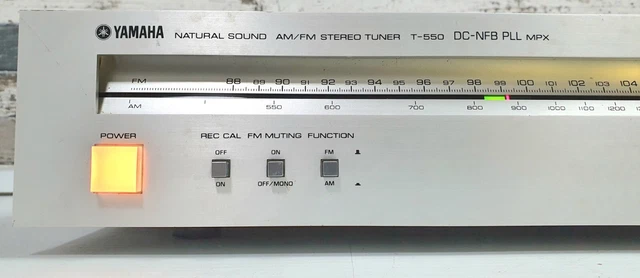 YAMAHA NATURAL SOUND AM/FM STEREO TUNER T-550 DC-NFB PLL MPX
FM 88 89 90 91 92 93 94 95 96 97 98 99 100 101 102 103 104
AM 550 600 700 800 900 1000 1100 1200
POWER REC CAL FM MUTING FUNCTION
OFF ON FM
ON OFF/MONO AM